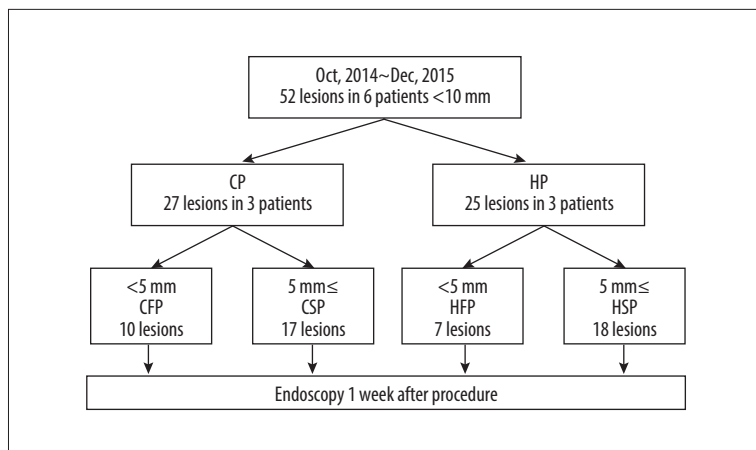 Oct, 2014~Dec, 2015
52 lesions in 6 patients <10 mm
CP
27 lesions in 3 patients
HP
25 lesions in 3 patients
<5 mm
CFP
10 lesions
5 mm≤
CSP
17 lesions
<5 mm
HFP
7 lesions
5 mm≤
HSP
18 lesions
Endoscopy 1 week after procedure